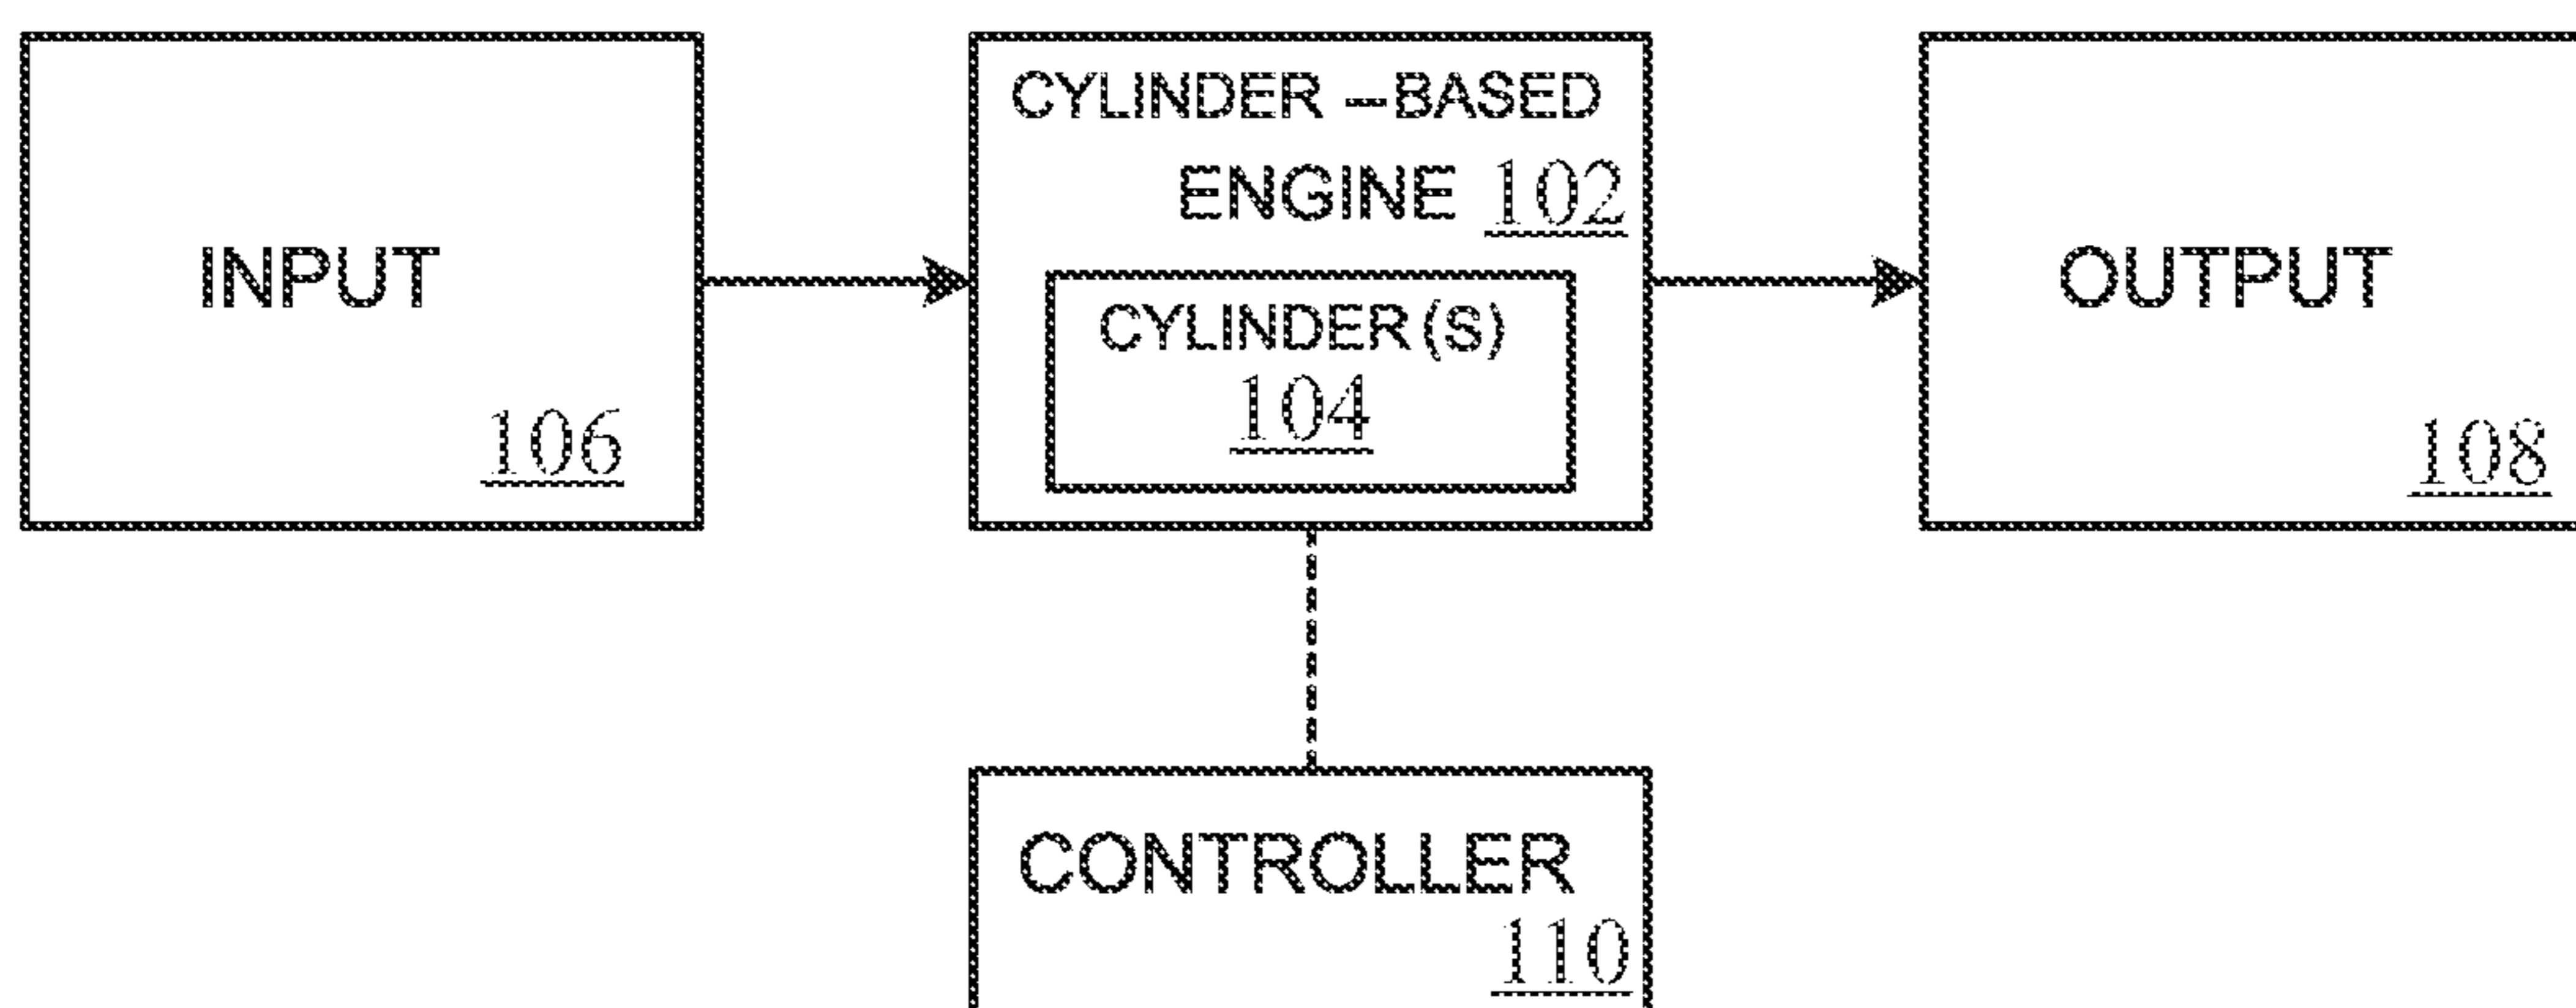 INPUT
106
CYLINDER -BASED
ENGINE 102
CYLINDER(S)
104
OUTPUT
108
CONTROLLER
110